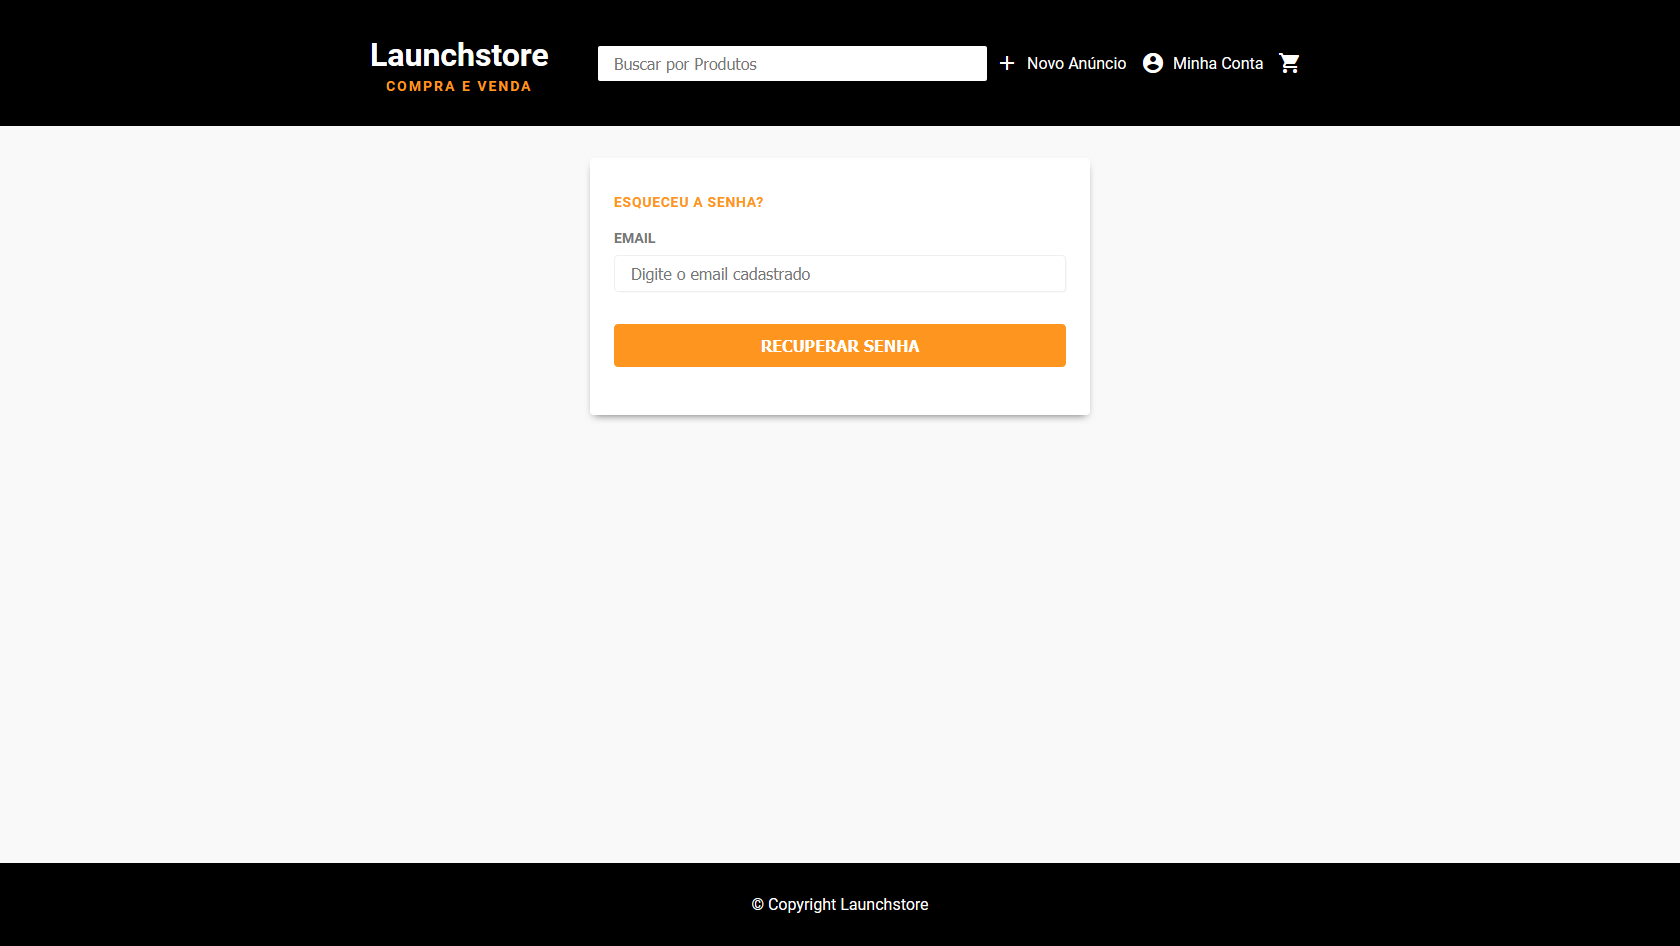 Launchstore
COMPRA E VENDA
Buscar por Produtos
Novo Anúncio
Minha Conta
ESQUECEU A SENHA?
EMAIL
Digite o email cadastrado
RECUPERAR SENHA
© Copyright Launchstore